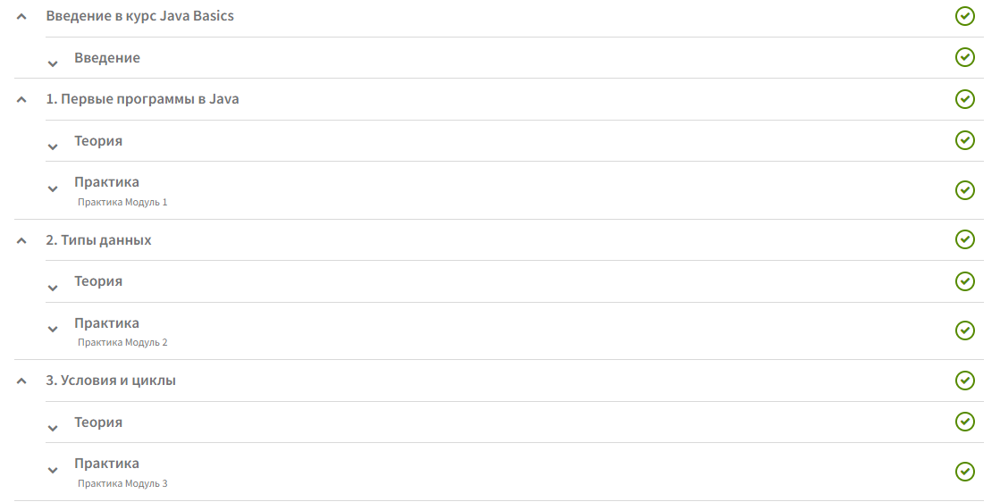 Введение в курс Java Basics
Введение
1. Первые программы в Java
Теория
Практика
Практика Модуль 1
2. Типы данных
Теория
Практика
Практика Модуль 2
3. Условия и циклы
Теория
Практика
Практика Модуль 3